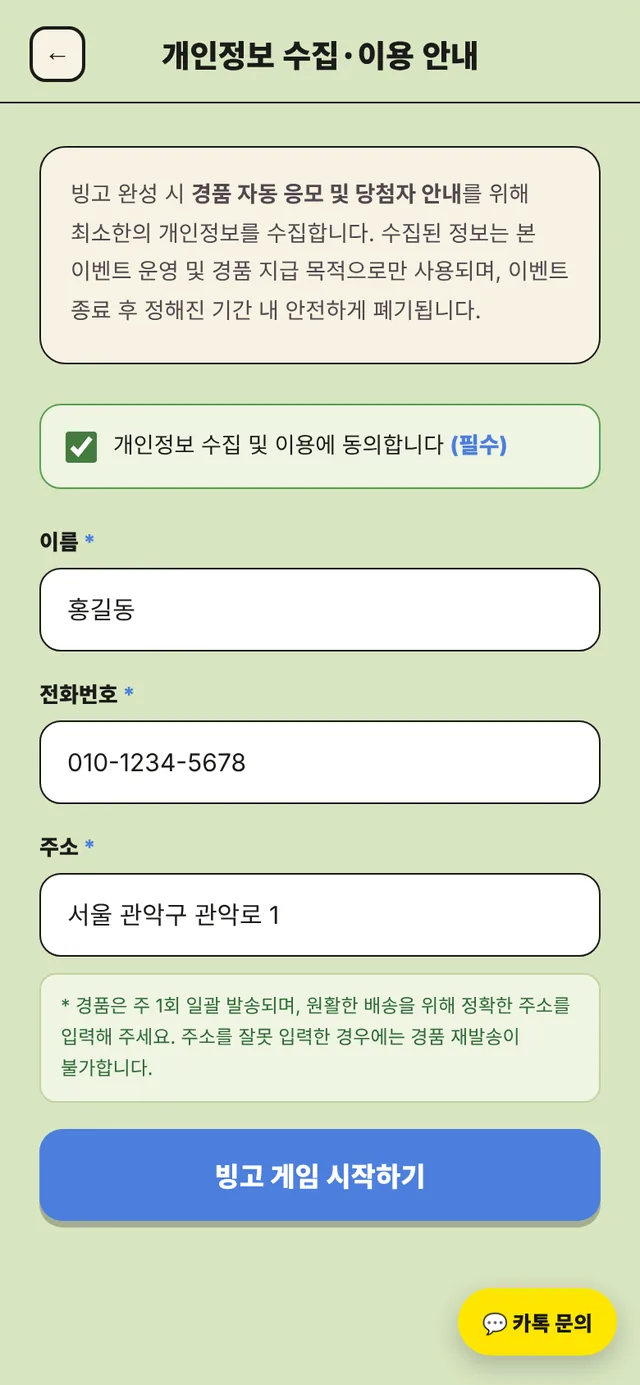 ←
개인정보 수집·이용 안내
빙고 완성 시 경품 자동 응모 및 당첨자 안내를 위해
최소한의 개인정보를 수집합니다. 수집된 정보는 본
이벤트 운영 및 경품 지급 목적으로만 사용되며, 이벤트
종료 후 정해진 기간 내 안전하게 폐기됩니다.
개인정보 수집 및 이용에 동의합니다 (필수)
이름 *
홍길동
전화번호 *
010-1234-5678
주소 *
서울 관악구 관악로 1
* 경품은 주 1회 일괄 발송되며, 원활한 배송을 위해 정확한 주소를
입력해 주세요. 주소를 잘못 입력한 경우에는 경품 재발송이
불가합니다.
빙고 게임 시작하기
💬 카톡 문의